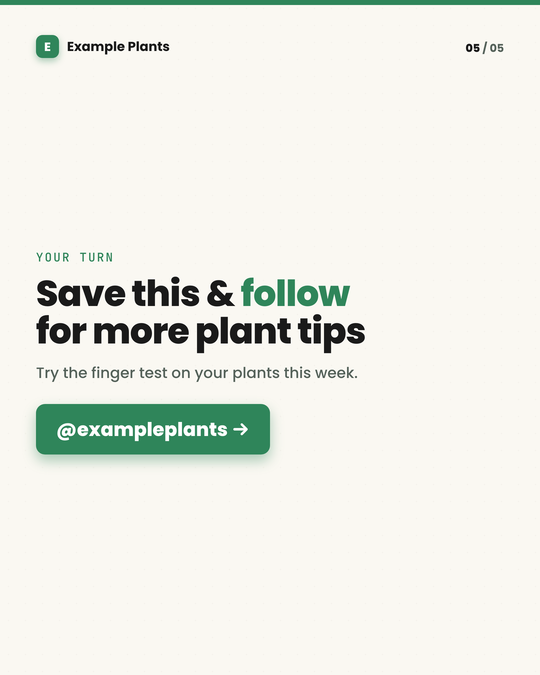 E Example Plants
05 / 05
YOUR TURN
Save this & follow
for more plant tips
Try the finger test on your plants this week.
@exampleplants →